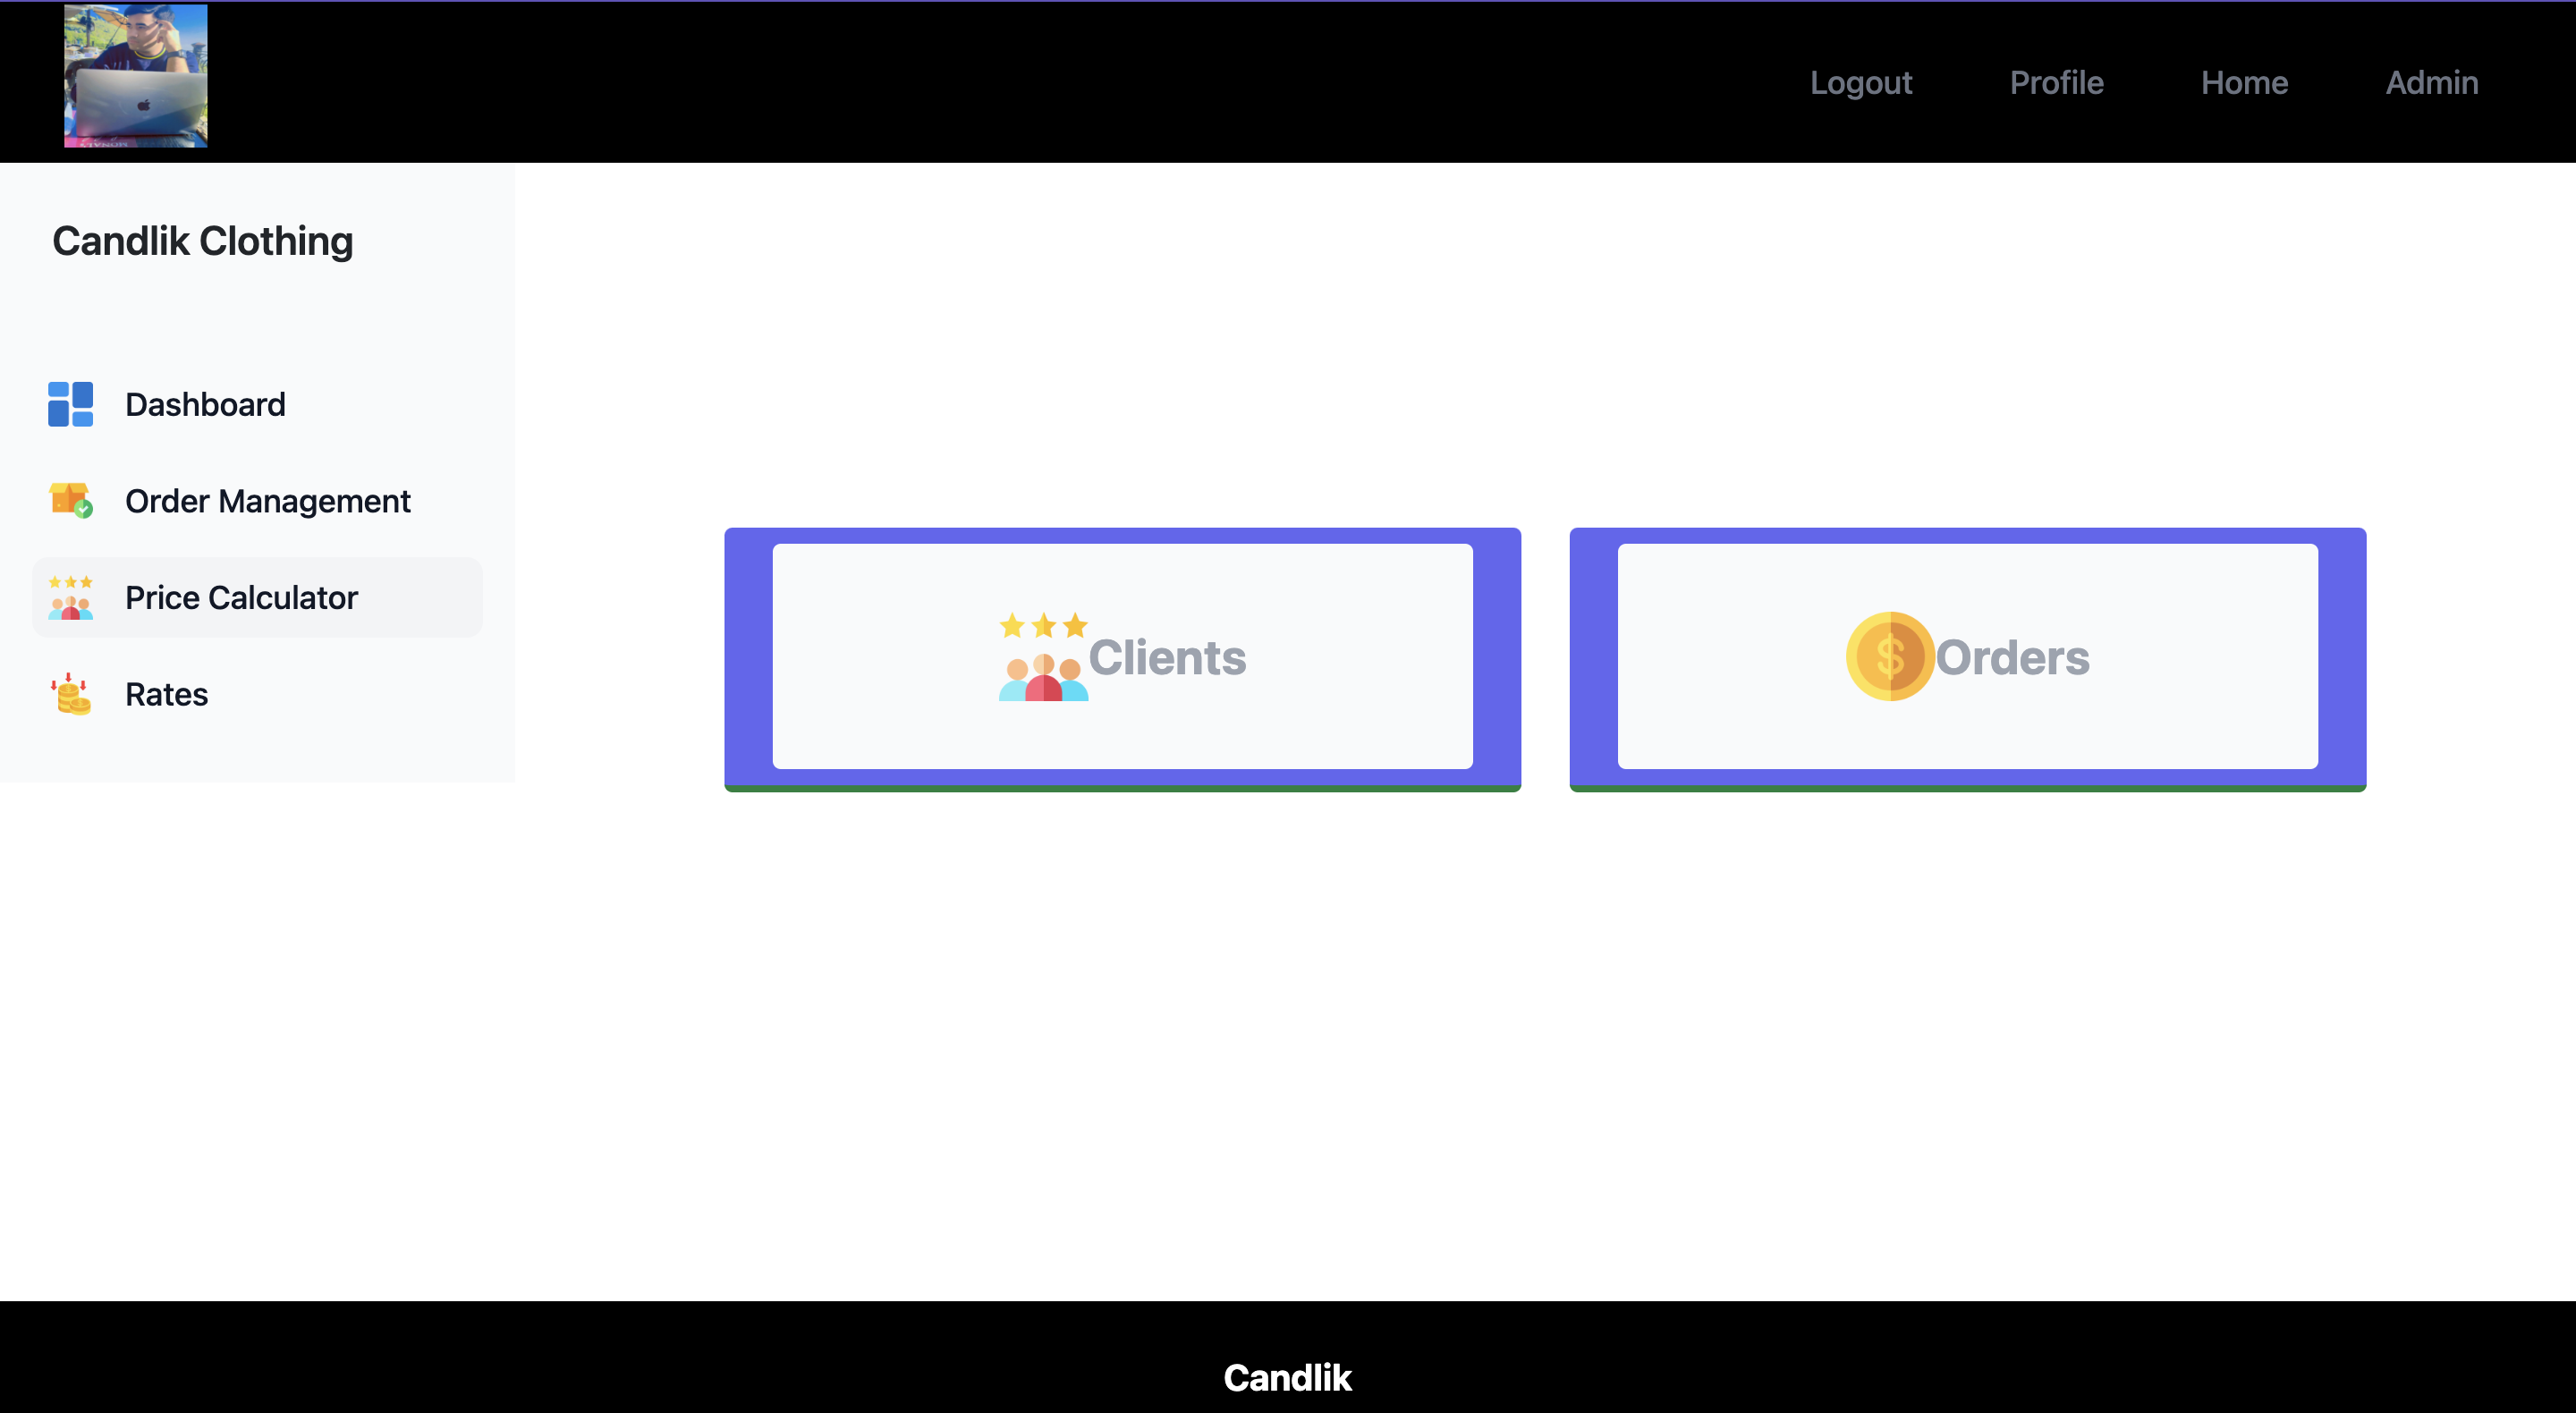 Logout Profile Home Admin
Candlik Clothing
Dashboard
Order Management
Price Calculator
Rates
Clients
Orders
Candlik